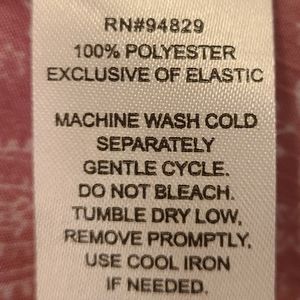 RN#94829
100% POLYESTER
EXCLUSIVE OF ELASTIC
MACHINE WASH COLD
SEPARATELY
GENTLE CYCLE.
DO NOT BLEACH.
TUMBLE DRY LOW,
REMOVE PROMPTLY,
USE COOL IRON
IF NEEDED.